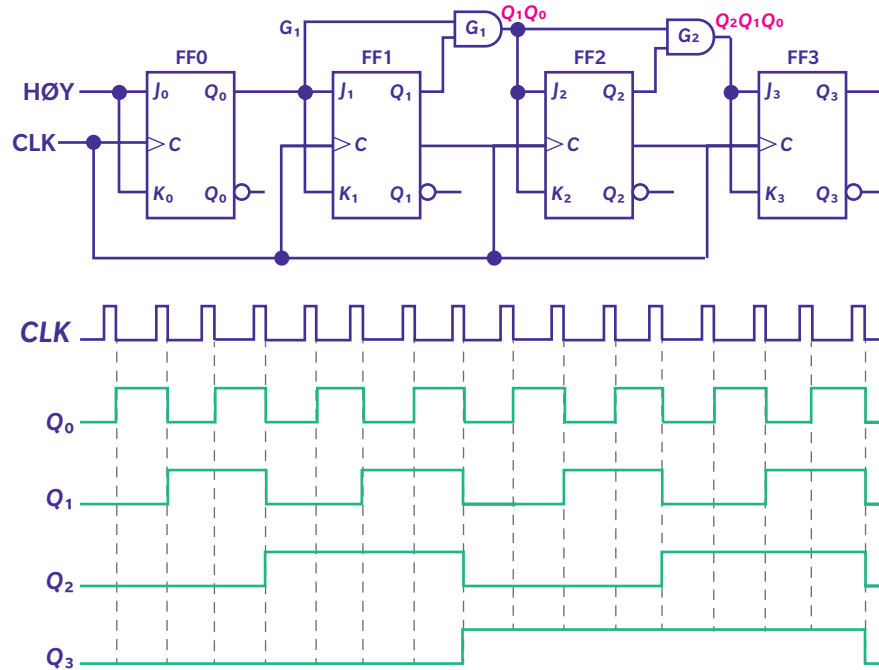 Q₁Q₀
Q₂Q₁Q₀
G₁
G₁
G₂
FF0
FF1
FF2
FF3
HØY
J₀
Q₀
J₁
Q₁
J₂
Q₂
J₃
Q₃
CLK
C
C
C
C
K₀
Q₀
K₁
Q₁
K₂
Q₂
K₃
Q₃
CLK
Q₀
Q₁
Q₂
Q₃